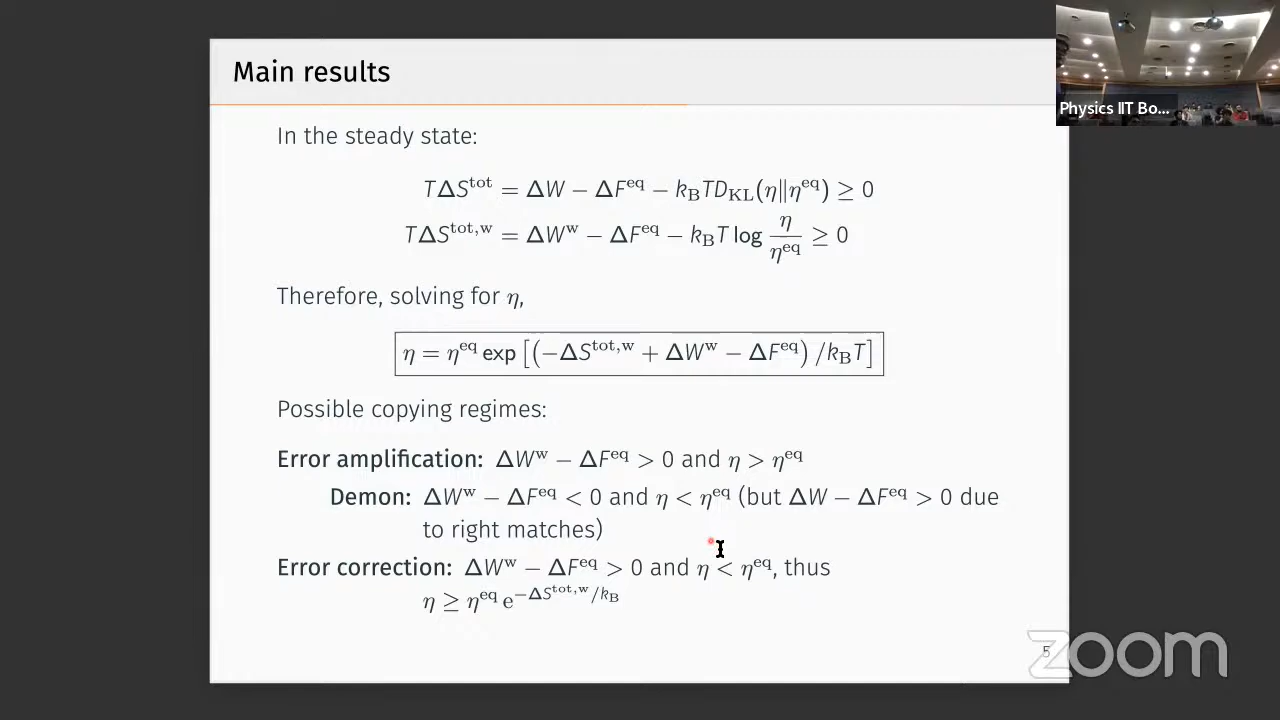 Main results
Physics IIT Bo...
In the steady state:
TΔS^tot = ΔW − ΔF^eq − k_B T D_KL(η‖η^eq) ≥ 0
TΔS^tot,w = ΔW^w − ΔF^eq − k_B T log η/η^eq ≥ 0
Therefore, solving for η,
η = η^eq exp [(−ΔS^tot,w + ΔW^w − ΔF^eq) /k_B T]
Possible copying regimes:
Error amplification: ΔW^w − ΔF^eq > 0 and η > η^eq
Demon: ΔW^w − ΔF^eq < 0 and η < η^eq (but ΔW − ΔF^eq > 0 due
to right matches)
Error correction: ΔW^w − ΔF^eq > 0 and η < η^eq, thus
η ≥ η^eq e^−ΔS^tot,w/k_B
5
zoom